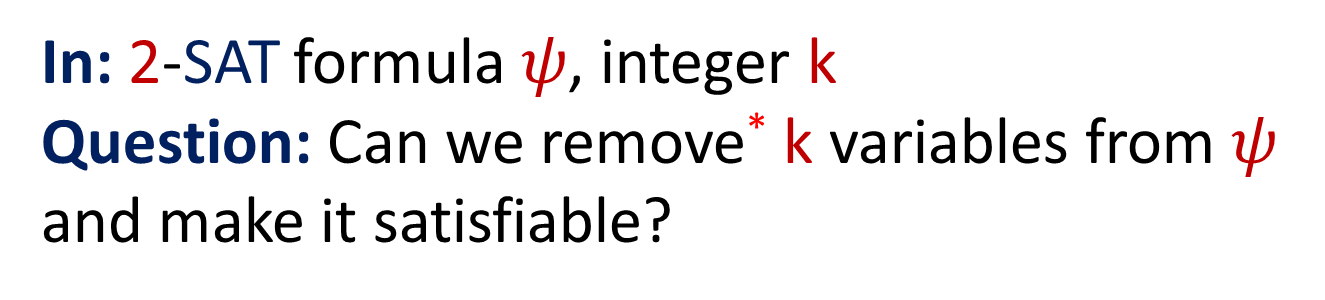 In: 2-SAT formula 𝜓, integer k
Question: Can we remove* k variables from 𝜓
and make it satisfiable?